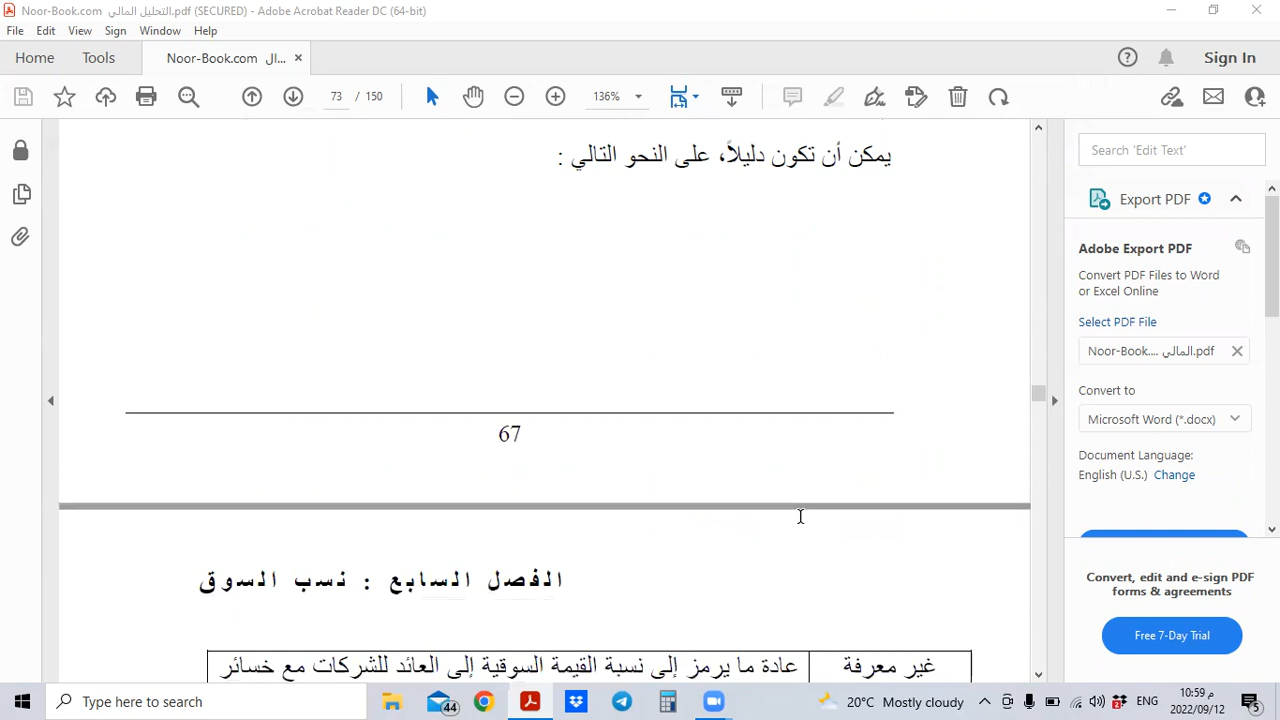 Noor-Book.com التحليل المالي.pdf (SECURED) - Adobe Acrobat Reader DC (64-bit)
File Edit View Sign Window Help
Home Tools Noor-Book.com ال... × Sign In
73 / 150 136%
يمكن أن تكون دليلاً، على النحو التالي :
67
الفصل السابع : نسب السوق
غير معرفة عادة ما يرمز إلى نسبة القيمة السوقية إلى العائد للشركات مع خسائر
Search 'Edit Text'
Export PDF
Adobe Export PDF
Convert PDF Files to Word
or Excel Online
Select PDF File
Noor-Book.... المالي.pdf
Convert to
Microsoft Word (*.docx)
Document Language:
English (U.S.) Change
Convert, edit and e-sign PDF
forms & agreements
Free 7-Day Trial
Type here to search
44
20°C Mostly cloudy
ENG
10:59 م
2022/09/12
5